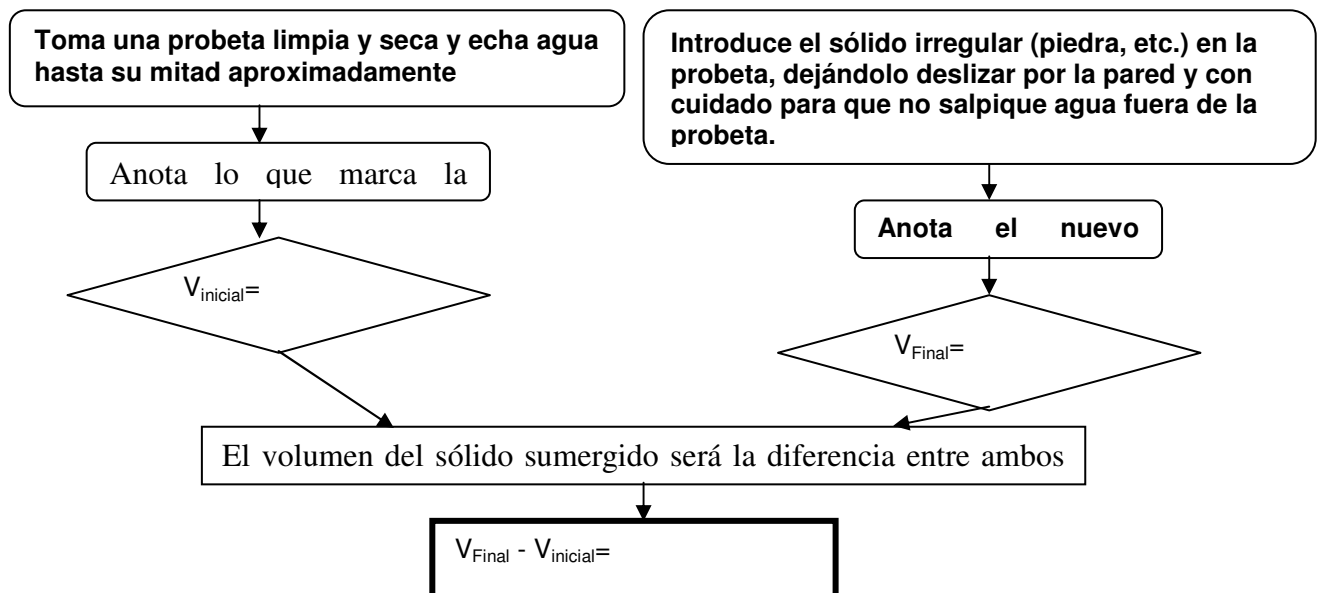 Toma una probeta limpia y seca y echa agua
hasta su mitad aproximadamente
Anota lo que marca la
V_inicial=
Introduce el sólido irregular (piedra, etc.) en la
probeta, dejándolo deslizar por la pared y con
cuidado para que no salpique agua fuera de la
probeta.
Anota el nuevo
V_Final=
El volumen del sólido sumergido será la diferencia entre ambos
V_Final - V_inicial=